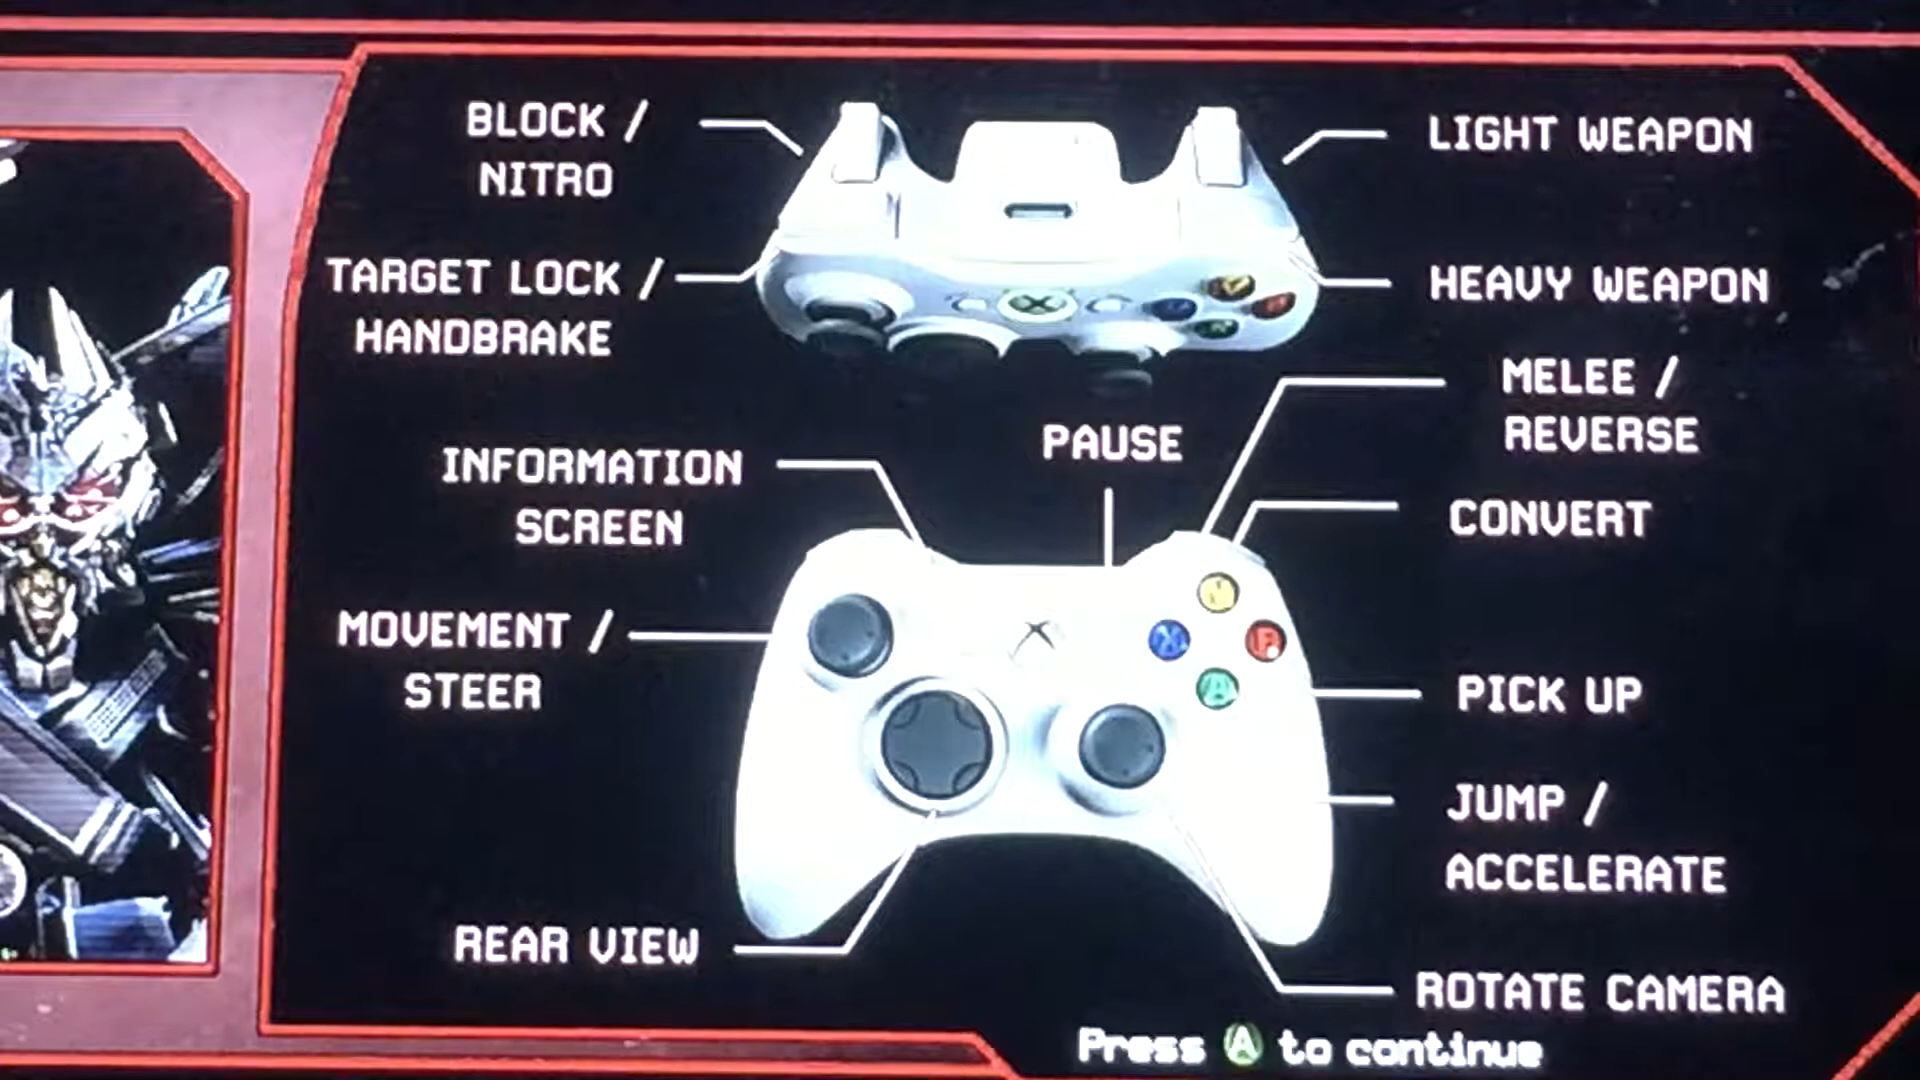 BLOCK /
NITRO
LIGHT WEAPON
TARGET LOCK /
HANDBRAKE
HEAVY WEAPON
MELEE /
REVERSE
PAUSE
INFORMATION
SCREEN
CONVERT
Y
X
B
A
MOVEMENT /
STEER
PICK UP
JUMP /
ACCELERATE
REAR VIEW
ROTATE CAMERA
Press A to continue